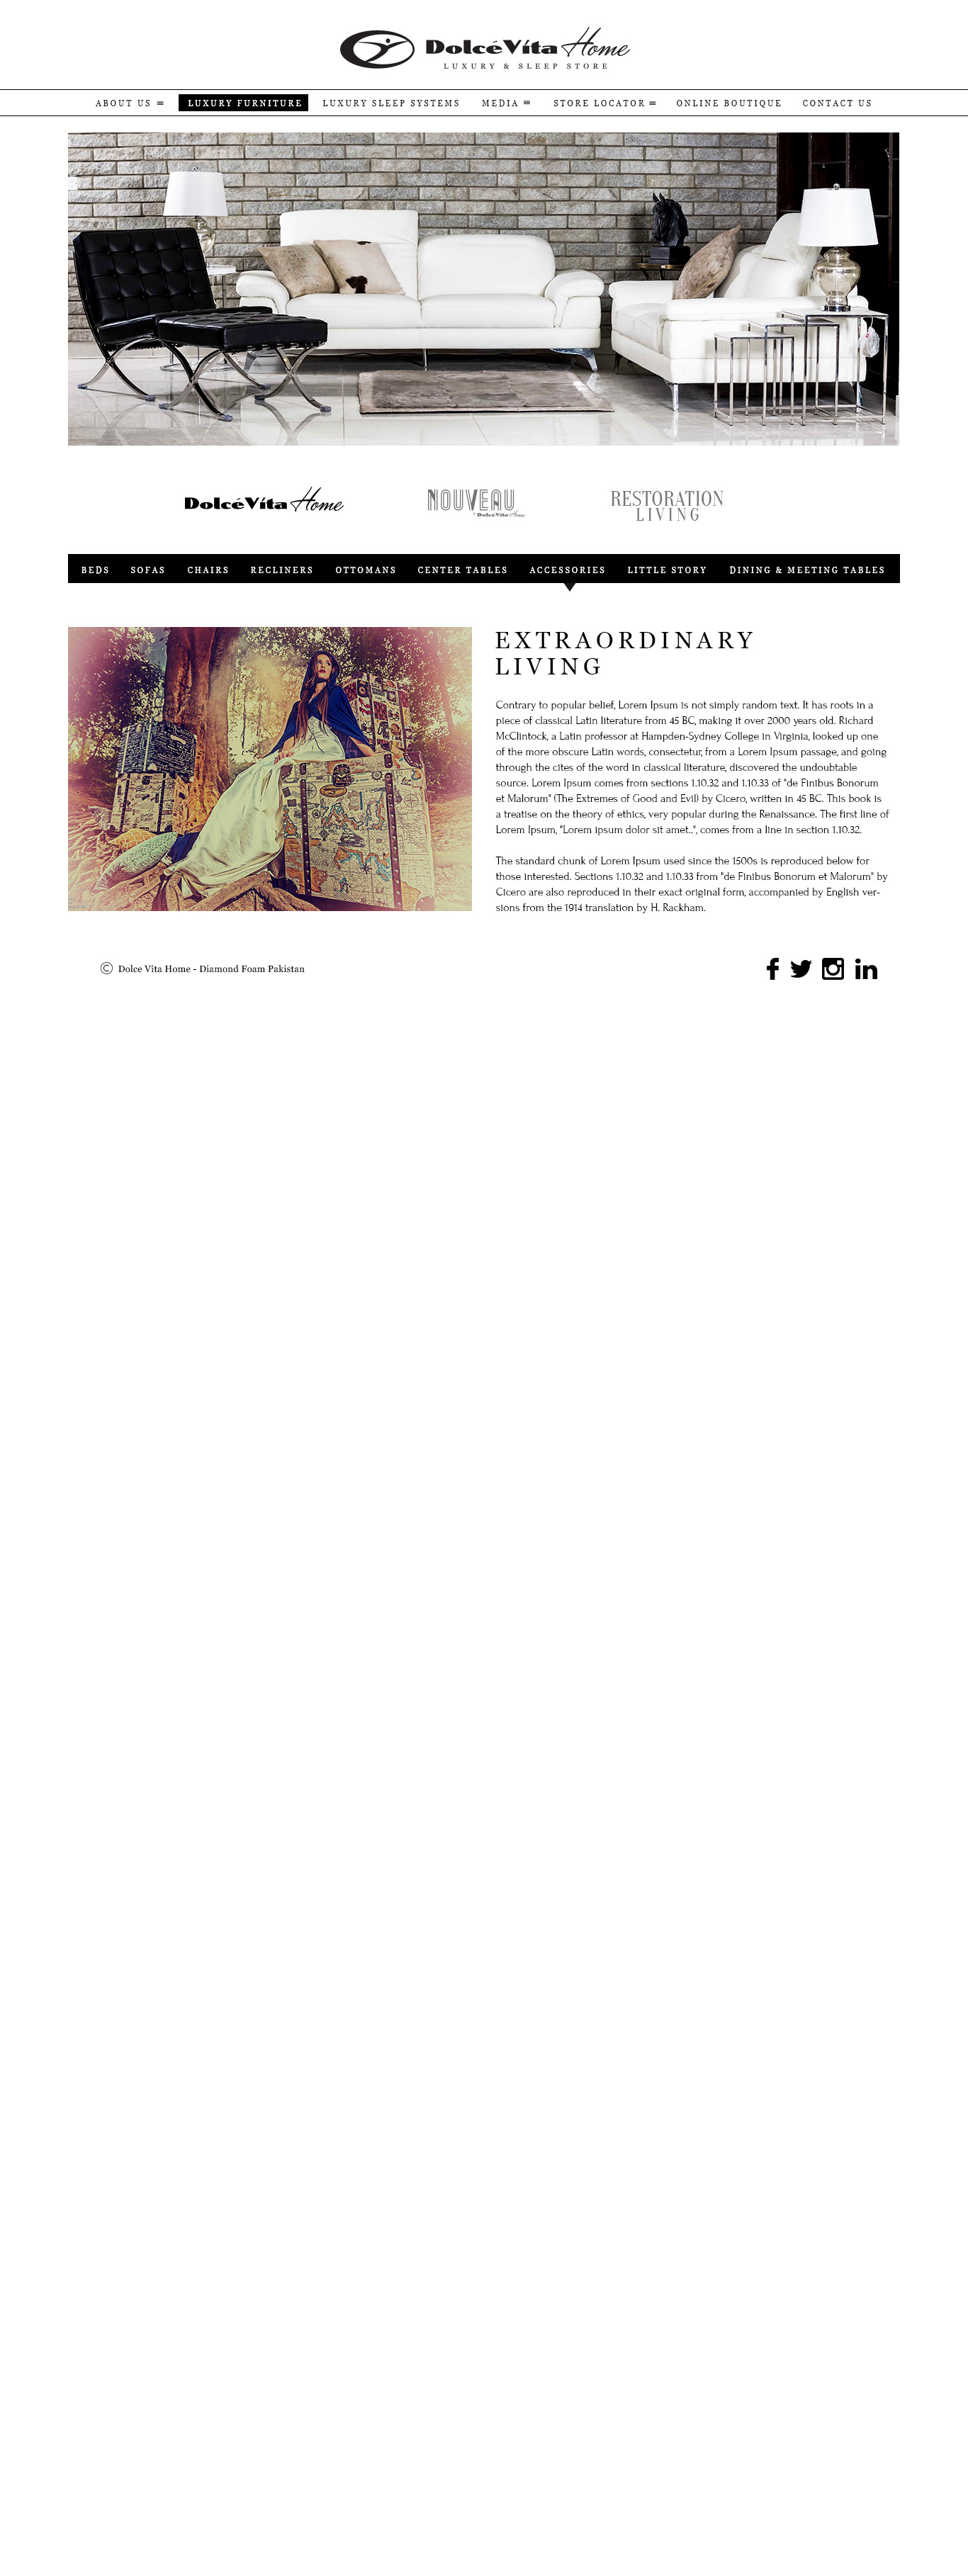 DolcéVíta Home
LUXURY & SLEEP STORE
ABOUT US LUXURY FURNITURE LUXURY SLEEP SYSTEMS MEDIA STORE LOCATOR ONLINE BOUTIQUE CONTACT US
DolcéVíta Home NOUVEAU RESTORATION
by DolcéVíta Home LIVING
BEDS SOFAS CHAIRS RECLINERS OTTOMANS CENTER TABLES ACCESSORIES LITTLE STORY DINING & MEETING TABLES
EXTRAORDINARY
LIVING
Contrary to popular belief, Lorem Ipsum is not simply random text. It has roots in a
piece of classical Latin literature from 45 BC, making it over 2000 years old. Richard
McClintock, a Latin professor at Hampden-Sydney College in Virginia, looked up one
of the more obscure Latin words, consectetur, from a Lorem Ipsum passage, and going
through the cites of the word in classical literature, discovered the undoubtable
source. Lorem Ipsum comes from sections 1.10.32 and 1.10.33 of "de Finibus Bonorum
et Malorum" (The Extremes of Good and Evil) by Cicero, written in 45 BC. This book is
a treatise on the theory of ethics, very popular during the Renaissance. The first line of
Lorem Ipsum, "Lorem ipsum dolor sit amet..", comes from a line in section 1.10.32.
The standard chunk of Lorem Ipsum used since the 1500s is reproduced below for
those interested. Sections 1.10.32 and 1.10.33 from "de Finibus Bonorum et Malorum" by
Cicero are also reproduced in their exact original form, accompanied by English ver-
sions from the 1914 translation by H. Rackham.
© Dolce Vita Home - Diamond Foam Pakistan